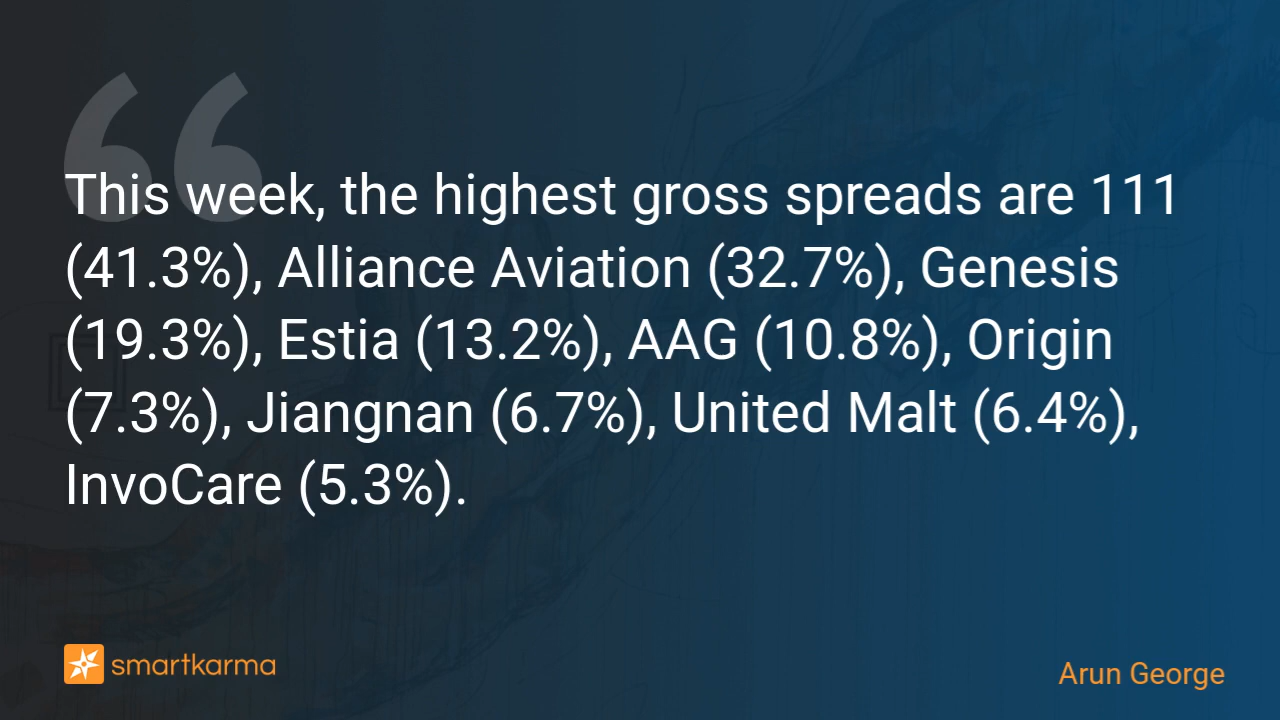 This week, the highest gross spreads are 111
(41.3%), Alliance Aviation (32.7%), Genesis
(19.3%), Estia (13.2%), AAG (10.8%), Origin
(7.3%), Jiangnan (6.7%), United Malt (6.4%),
InvoCare (5.3%).
smartkarma
Arun George